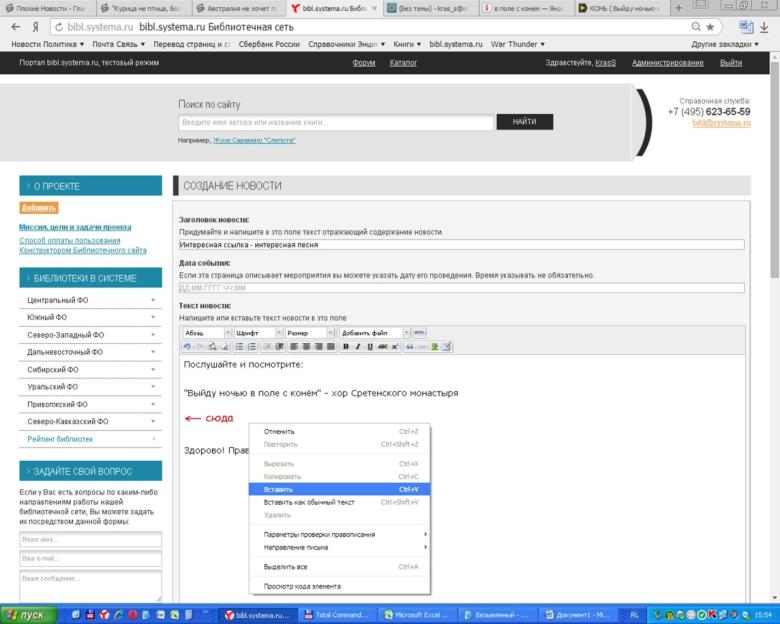 Плохие Новости - Глав
"Курица не птица, Бол
Австралия не хочет п
bibl.systema.ru Библи
(Без темы) - kras_s@m
в поле с конем — Янд
КОНЬ ( Выйду ночью в
bibl.systema.ru bibl.systema.ru Библиотечная сеть
Новости Политика Почта Связь Перевод страниц и сл Сбербанк России Справочники Энци Книги bibl.systema.ru War Thunder Другие закладки
Портал bibl.systema.ru, тестовый режим Форум Каталог Здравствуйте, KrasS Администрирование Выйти
Поиск по сайту
Введите имя автора или название книги... НАЙТИ
Например, Жозе Сарамаго "Слепота"
Справочная служба:
+7 (495) 623-65-59
bibl@systema.ru
О ПРОЕКТЕ
Добавить
Миссия, цели и задачи проекта
Способ оплаты пользования
Конструктором Библиотечного сайта
БИБЛИОТЕКИ В СИСТЕМЕ
Центральный ФО
Южный ФО
Северо-Западный ФО
Дальневосточный ФО
Сибирский ФО
Уральский ФО
Приволжский ФО
Северо-Кавказский ФО
Рейтинг библиотек
ЗАДАЙТЕ СВОЙ ВОПРОС
Если у Вас есть вопросы по каким-либо
направлениям работы нашей
библиотечной сети, Вы можете задать
их посредством данной формы:
Ваше имя...
Ваш e-mail...
Ваше сообщение...
СОЗДАНИЕ НОВОСТИ
Заголовок новости:
Придумайте и напишите в это поле текст отражающий содержание новости.
Интересная ссылка - интересная песня
Дата события:
Если эта страница описывает мероприятия вы можете указать дату его проведения. Время указывать не обязательно.
ДД.ММ.ГГГГ ЧЧ:ММ
Текст новости:
Напишите или вставьте текст новости в это поле
Абзац Шрифт Размер Добавить файл HTML
B I U ABC x
Послушайте и посмотрите:
"Выйду ночью в поле с конём" - хор Сретенского монастыря
сюда
Здорово! Прав
Отменить Ctrl+Z
Повторить Ctrl+Shift+Z
Вырезать Ctrl+X
Копировать Ctrl+C
Вставить Ctrl+V
Вставить как обычный текст Ctrl+Shift+V
Удалить
Параметры проверки правописания
Направление письма
Выделить все Ctrl+A
Просмотр кода элемента
пуск bibl.systema.ru... Total Command... Microsoft Excel ... Безымянный - ... Документ1 - Mi... RL 15:54